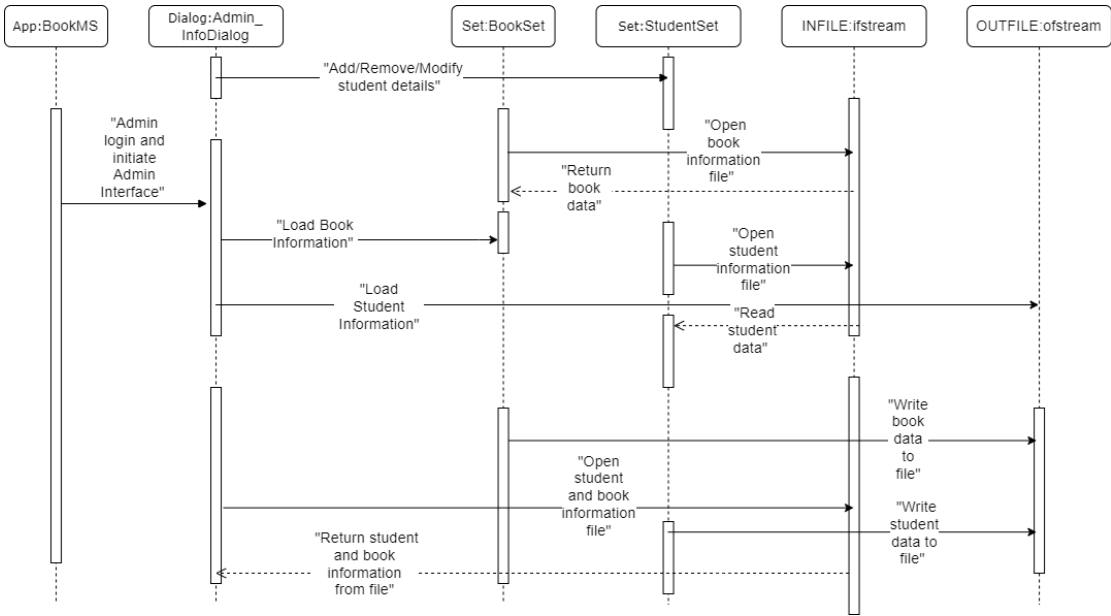 App:BookMS
Dialog:Admin_
InfoDialog
Set:BookSet
Set:StudentSet
INFILE:ifstream
OUTFILE:ofstream
"Add/Remove/Modify
student details"
"Admin
login and
initiate
Admin
Interface"
"Open
book
information
file"
"Return
book
data"
"Load Book
Information"
"Open
student
information
file"
"Load
Student
Information"
"Read
student
data"
"Write
book
data
to
file"
"Open
student
and book
information
file"
"Write
student
data to
file"
"Return student
and book
information
from file"